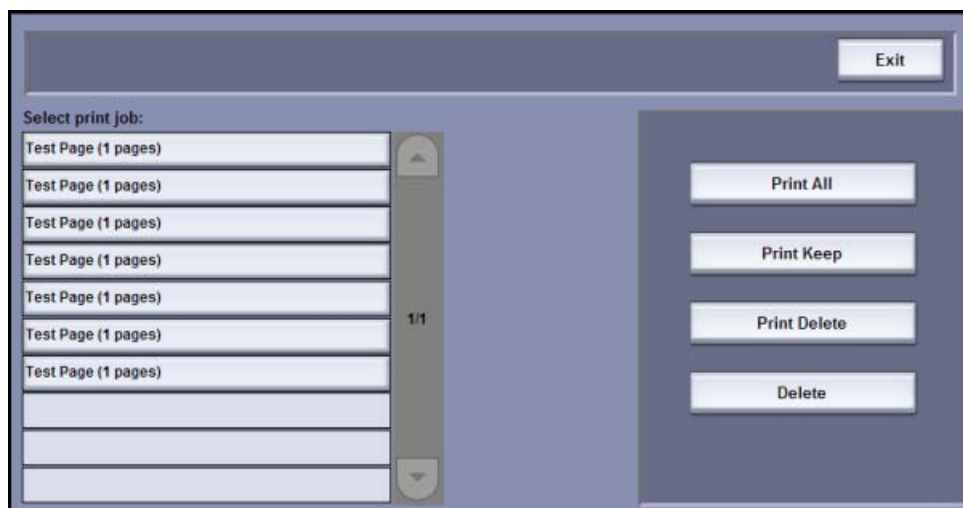 Exit
Select print job:
Test Page (1 pages)
Test Page (1 pages)
Test Page (1 pages)
Test Page (1 pages)
Test Page (1 pages)
Test Page (1 pages)
Test Page (1 pages)
1/1
Print All
Print Keep
Print Delete
Delete